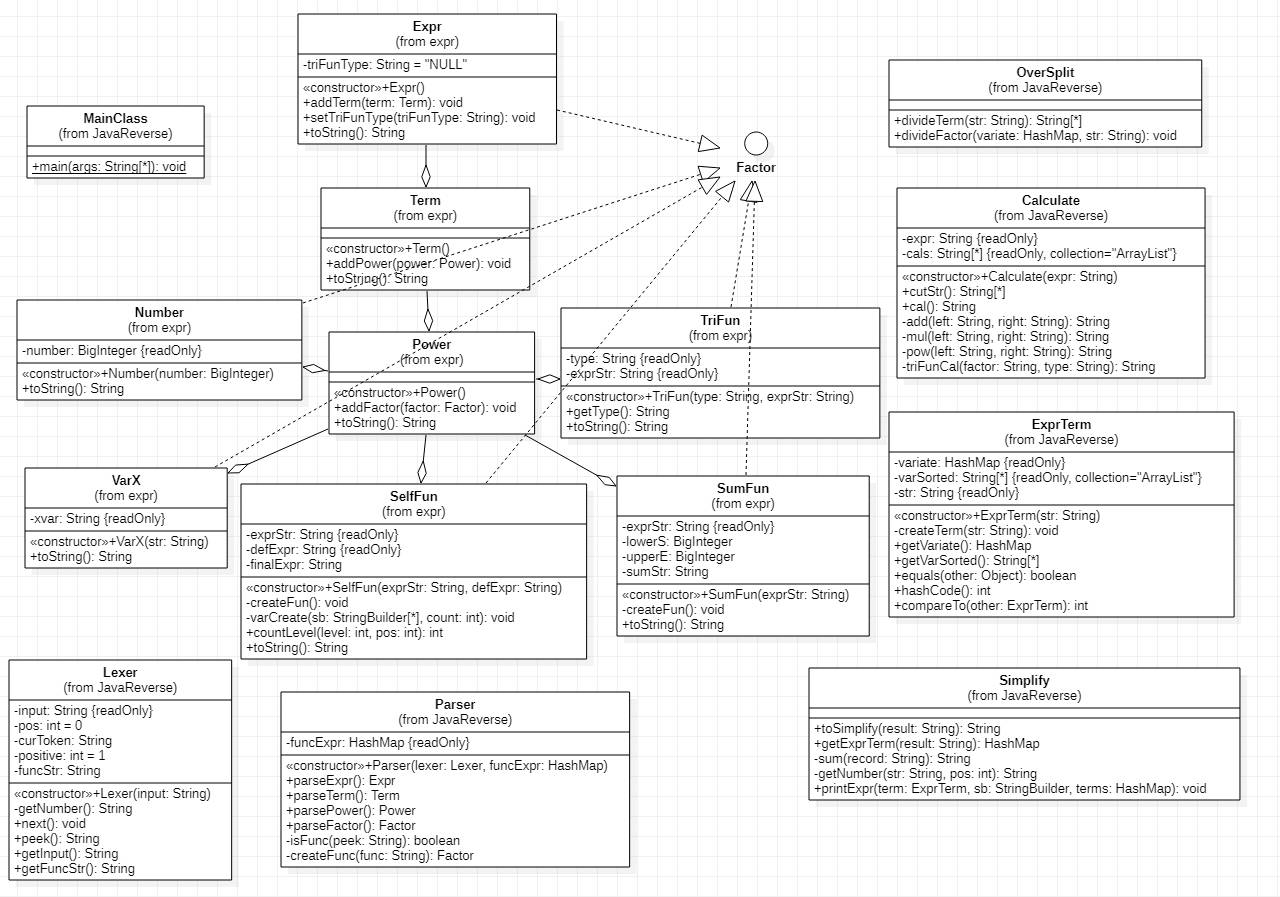 Expr
(from expr)
-triFunType: String = "NULL"
«constructor»+Expr()
+addTerm(term: Term): void
+setTriFunType(triFunType: String): void
+toString(): String
MainClass
(from JavaReverse)
+main(args: String[*]): void
Factor
OverSplit
(from JavaReverse)
+divideTerm(str: String): String[*]
+divideFactor(variate: HashMap, str: String): void
Term
(from expr)
«constructor»+Term()
+addPower(power: Power): void
+toString(): String
Calculate
(from JavaReverse)
-expr: String {readOnly}
-cals: String[*] {readOnly, collection="ArrayList"}
«constructor»+Calculate(expr: String)
+cutStr(): String[*]
+cal(): String
-add(left: String, right: String): String
-mul(left: String, right: String): String
-pow(left: String, right: String): String
-triFunCal(factor: String, type: String): String
Number
(from expr)
-number: BigInteger {readOnly}
«constructor»+Number(number: BigInteger)
+toString(): String
Power
(from expr)
«constructor»+Power()
+addFactor(factor: Factor): void
+toString(): String
TriFun
(from expr)
-type: String {readOnly}
-exprStr: String {readOnly}
«constructor»+TriFun(type: String, exprStr: String)
+getType(): String
+toString(): String
ExprTerm
(from JavaReverse)
-variate: HashMap {readOnly}
-varSorted: String[*] {readOnly, collection="ArrayList"}
-str: String {readOnly}
«constructor»+ExprTerm(str: String)
-createTerm(str: String): void
+getVariate(): HashMap
+getVarSorted(): String[*]
+equals(other: Object): boolean
+hashCode(): int
+compareTo(other: ExprTerm): int
VarX
(from expr)
-xvar: String {readOnly}
«constructor»+VarX(str: String)
+toString(): String
SelfFun
(from expr)
-exprStr: String {readOnly}
-defExpr: String {readOnly}
-finalExpr: String
«constructor»+SelfFun(exprStr: String, defExpr: String)
-createFun(): void
-varCreate(sb: StringBuilder[*], count: int): void
+countLevel(level: int, pos: int): int
+toString(): String
SumFun
(from expr)
-exprStr: String {readOnly}
-lowerS: BigInteger
-upperE: BigInteger
-sumStr: String
«constructor»+SumFun(exprStr: String)
-createFun(): void
+toString(): String
Lexer
(from JavaReverse)
-input: String {readOnly}
-pos: int = 0
-curToken: String
-positive: int = 1
-funcStr: String
«constructor»+Lexer(input: String)
-getNumber(): String
+next(): void
+peek(): String
+getInput(): String
+getFuncStr(): String
Parser
(from JavaReverse)
-funcExpr: HashMap {readOnly}
«constructor»+Parser(lexer: Lexer, funcExpr: HashMap)
+parseExpr(): Expr
+parseTerm(): Term
+parsePower(): Power
+parseFactor(): Factor
-isFunc(peek: String): boolean
-createFunc(func: String): Factor
Simplify
(from JavaReverse)
+toSimplify(result: String): String
+getExprTerm(result: String): HashMap
-sum(record: String): String
-getNumber(str: String, pos: int): String
+printExpr(term: ExprTerm, sb: StringBuilder, terms: HashMap): void